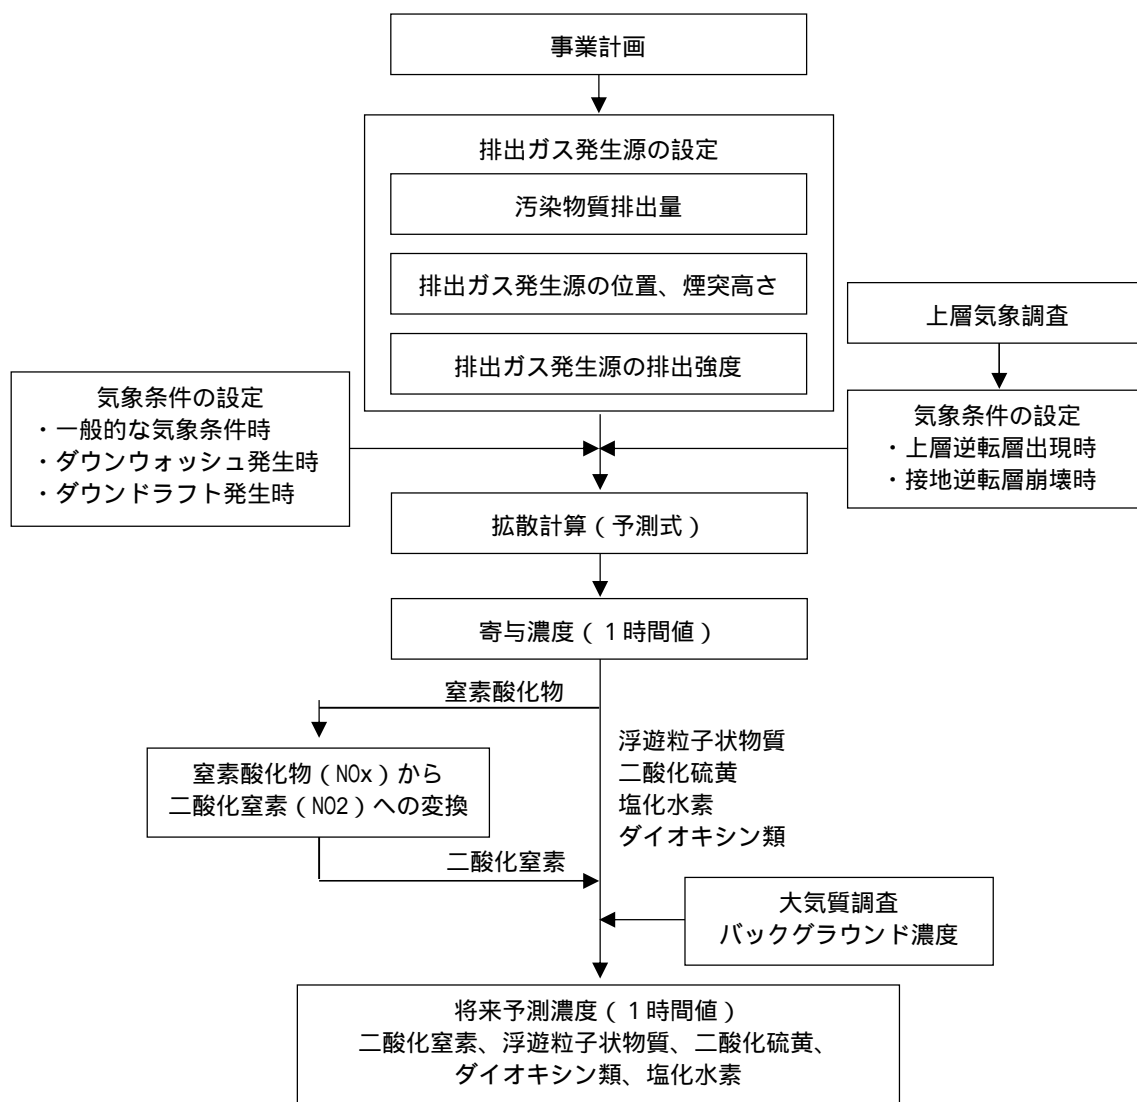 事業計画
排出ガス発生源の設定
汚染物質排出量
排出ガス発生源の位置、煙突高さ
排出ガス発生源の排出強度
上層気象調査
気象条件の設定
・一般的な気象条件時
・ダウンウォッシュ発生時
・ダウンドラフト発生時
気象条件の設定
・上層逆転層出現時
・接地逆転層崩壊時
拡散計算(予測式)
寄与濃度(1時間値)
窒素酸化物
浮遊粒子状物質
二酸化硫黄
塩化水素
ダイオキシン類
窒素酸化物(NOx)から
二酸化窒素(NO2)への変換
二酸化窒素
大気質調査
バックグラウンド濃度
将来予測濃度(1時間値)
二酸化窒素、浮遊粒子状物質、二酸化硫黄、
ダイオキシン類、塩化水素